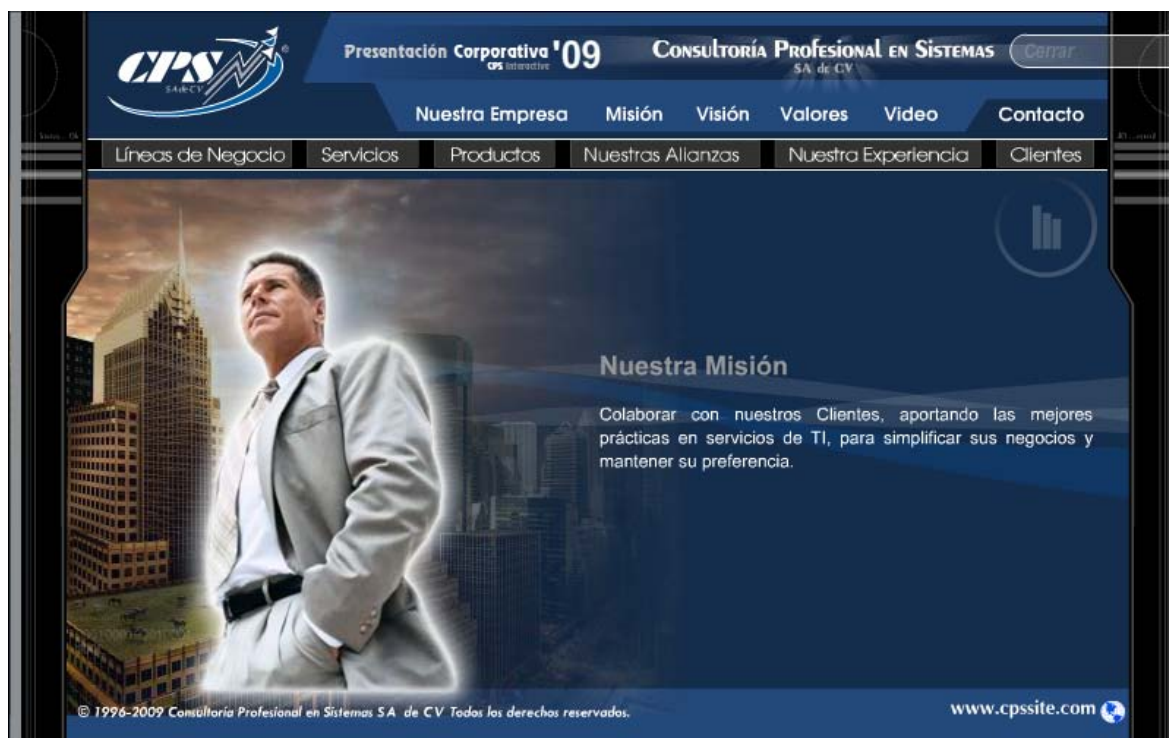 CPS
SA de CV
Presentación Corporativa '09
CPS Interactive
CONSULTORÍA PROFESIONAL EN SISTEMAS
SA de CV
Cerrar
Nuestra Empresa Misión Visión Valores Video Contacto
Líneas de Negocio Servicios Productos Nuestras Alianzas Nuestra Experiencia Clientes
Nuestra Misión
Colaborar con nuestros Clientes, aportando las mejores
prácticas en servicios de TI, para simplificar sus negocios y
mantener su preferencia.
© 1996-2009 Consultoría Profesional en Sistemas SA de CV Todos los derechos reservados.
www.cpssite.com